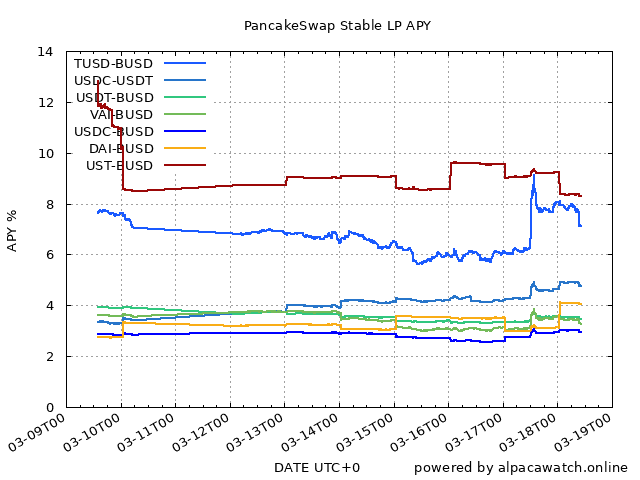 PancakeSwap Stable LP APY
14
12
10
8
6
4
2
0
APY %
TUSD-BUSD
USDC-USDT
USDT-BUSD
VAI-BUSD
USDC-BUSD
DAI-BUSD
UST-BUSD
03-09T00
03-10T00
03-11T00
03-12T00
03-13T00
03-14T00
03-15T00
03-16T00
03-17T00
03-18T00
03-19T00
DATE UTC+0
powered by alpacawatch.online